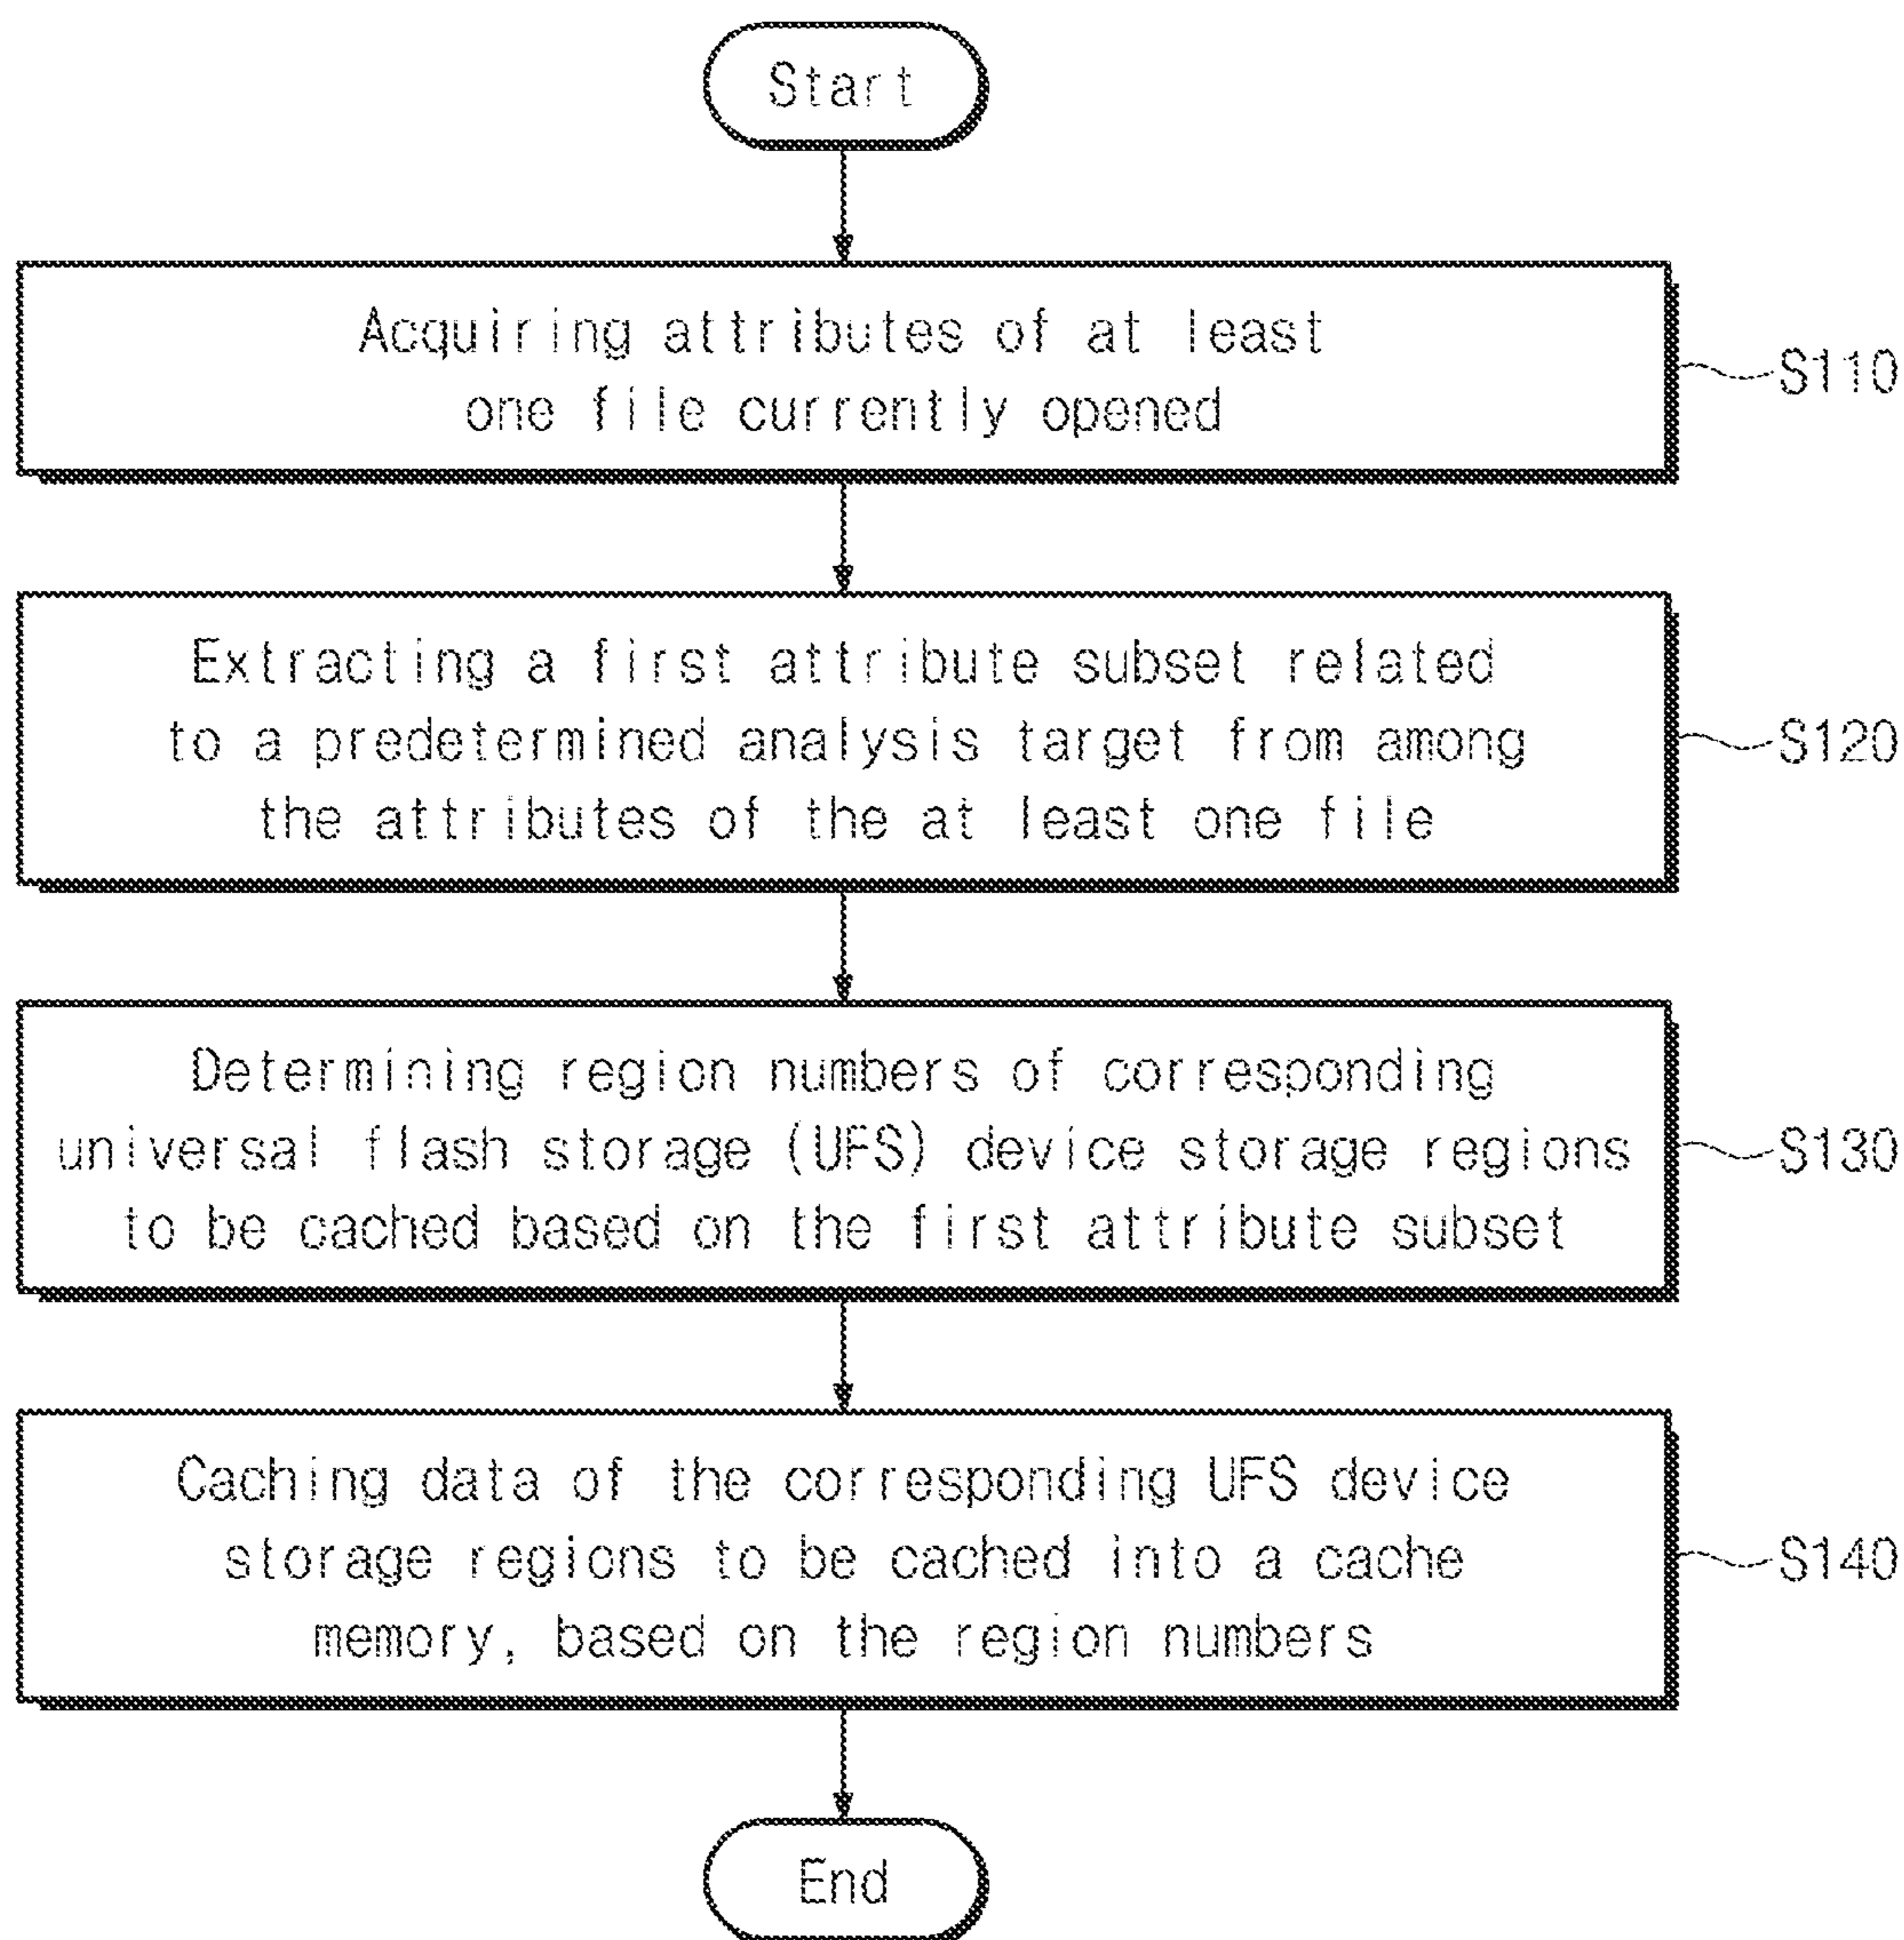 Start
Acquiring attributes of at least
one file currently opened
S110
Extracting a first attribute subset related
to a predetermined analysis target from among
the attributes of the at least one file
S120
Determining region numbers of corresponding
universal flash storage (UFS) device storage regions
to be cached based on the first attribute subset
S130
Caching data of the corresponding UFS device
storage regions to be cached into a cache
memory, based on the region numbers
S140
End